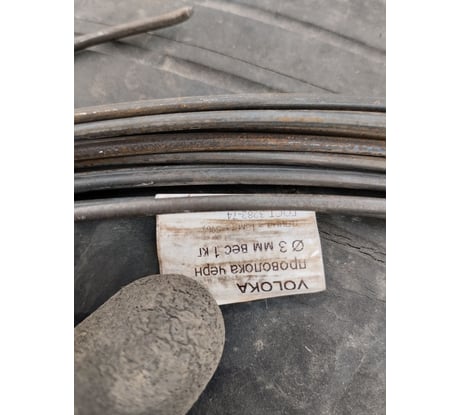 VOLOKA
проволока черн
Ø 3 мм вес 1 кг
ГОСТ 3282-74